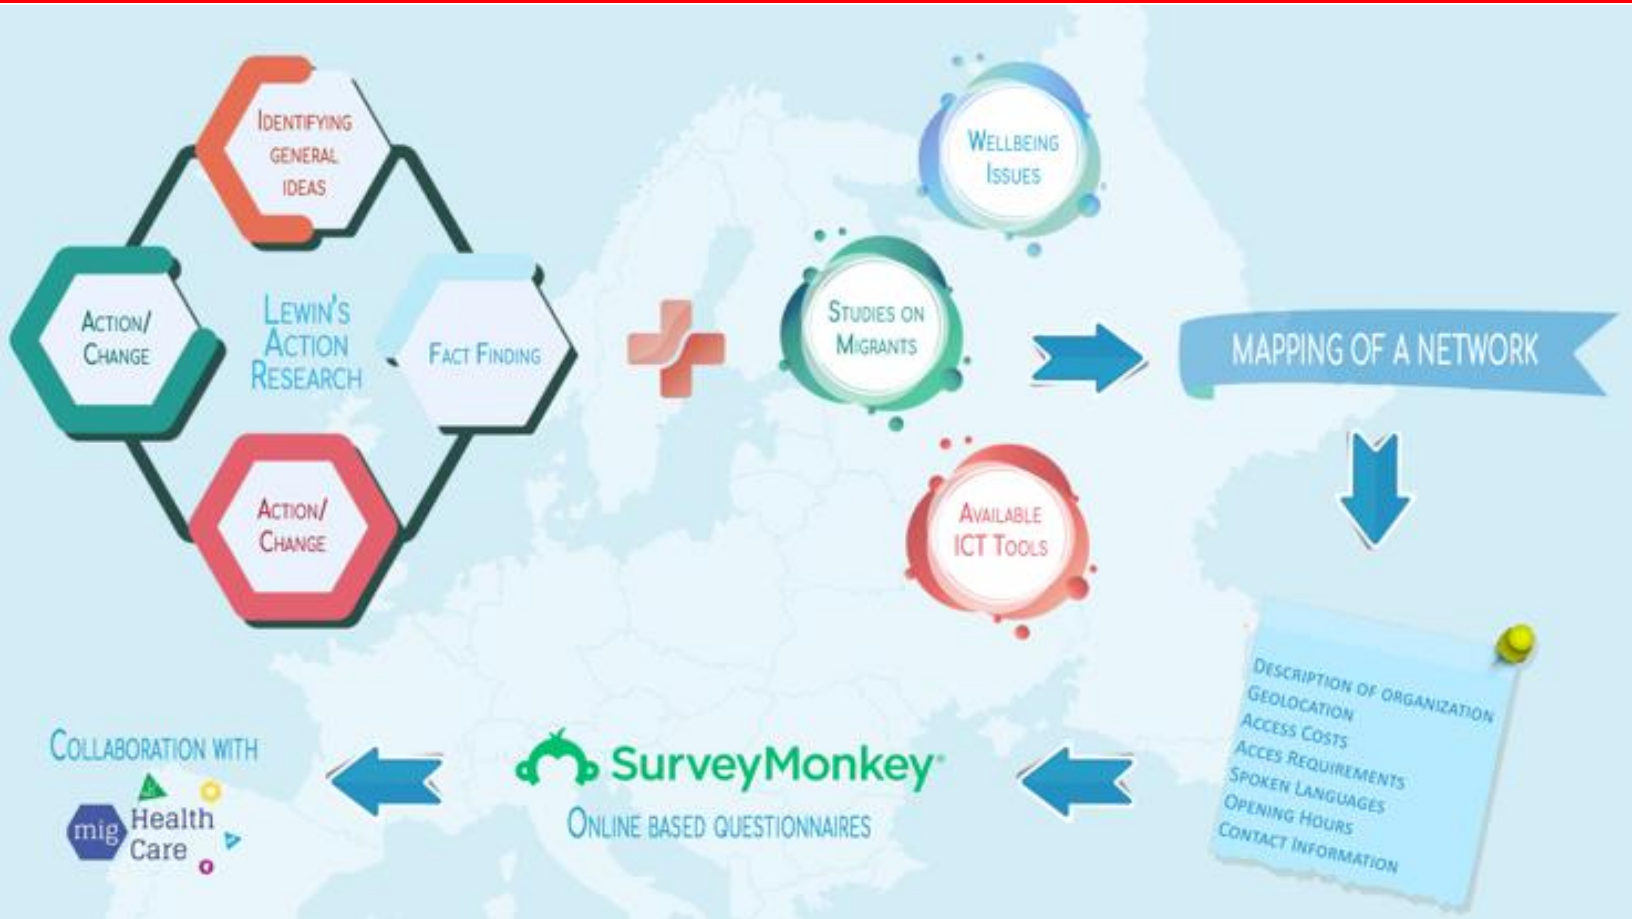 Identifying
general
ideas
Action/
Change
Lewin's
Action
Research
Fact Finding
Action/
Change
Wellbeing
Issues
Studies on
Migrants
Available
ICT Tools
MAPPING OF A NETWORK
Description of organization
Geolocation
Access Costs
Acces Requirements
Spoken Languages
Opening Hours
Contact Information
SurveyMonkey
Online based questionnaires
Collaboration with
mig
Health
Care